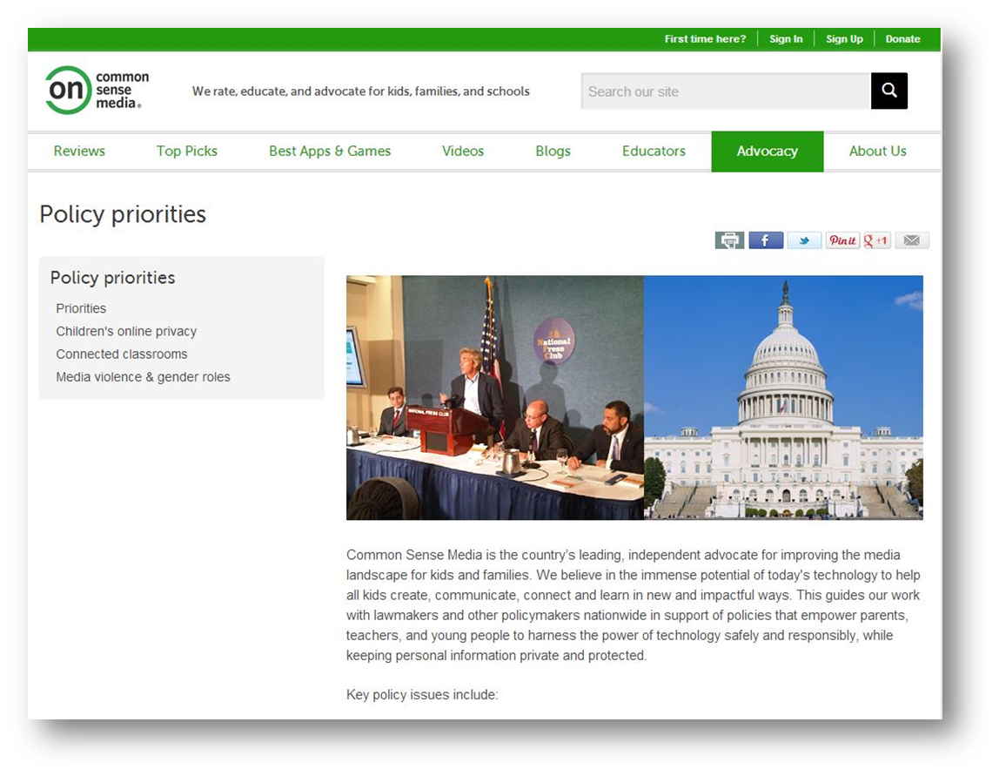 First time here? Sign In Sign Up Donate
on common sense media®
We rate, educate, and advocate for kids, families, and schools
Search our site
Reviews Top Picks Best Apps & Games Videos Blogs Educators Advocacy About Us
Policy priorities
f Pin it g +1
Policy priorities
Priorities
Children's online privacy
Connected classrooms
Media violence & gender roles
National
Press
Club
NATIONAL PRESS CLUB
Common Sense Media is the country’s leading, independent advocate for improving the media
landscape for kids and families. We believe in the immense potential of today's technology to help
all kids create, communicate, connect and learn in new and impactful ways. This guides our work
with lawmakers and other policymakers nationwide in support of policies that empower parents,
teachers, and young people to harness the power of technology safely and responsibly, while
keeping personal information private and protected.
Key policy issues include: